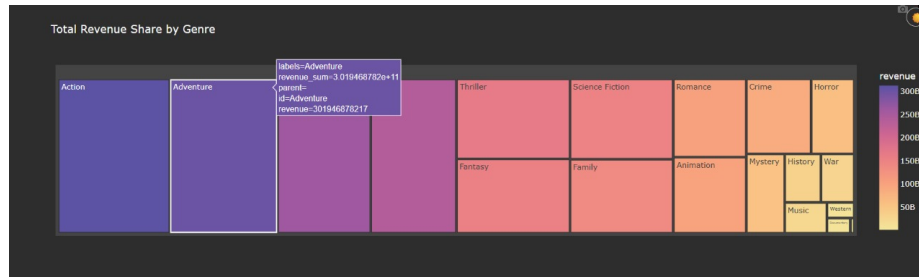 Total Revenue Share by Genre
labels=Adventure
revenue_sum=3.019468782e+11
parent=
id=Adventure
revenue=301946878217
Action
Adventure
Thriller
Science Fiction
Romance
Crime
Horror
Fantasy
Family
Animation
Mystery
History
War
Music
Western
revenue
300B
250B
200B
150B
100B
50B